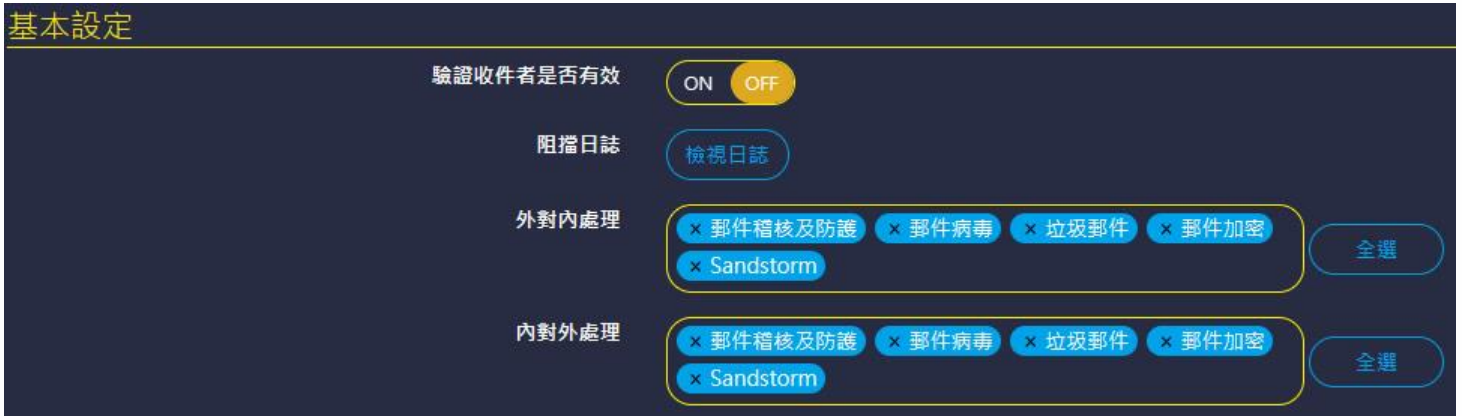 基本設定
驗證收件者是否有效 ON OFF
阻擋日誌 檢視日誌
外對內處理 × 郵件稽核及防護 × 郵件病毒 × 垃圾郵件 × 郵件加密
× Sandstorm 全選
內對外處理 × 郵件稽核及防護 × 郵件病毒 × 垃圾郵件 × 郵件加密
× Sandstorm 全選